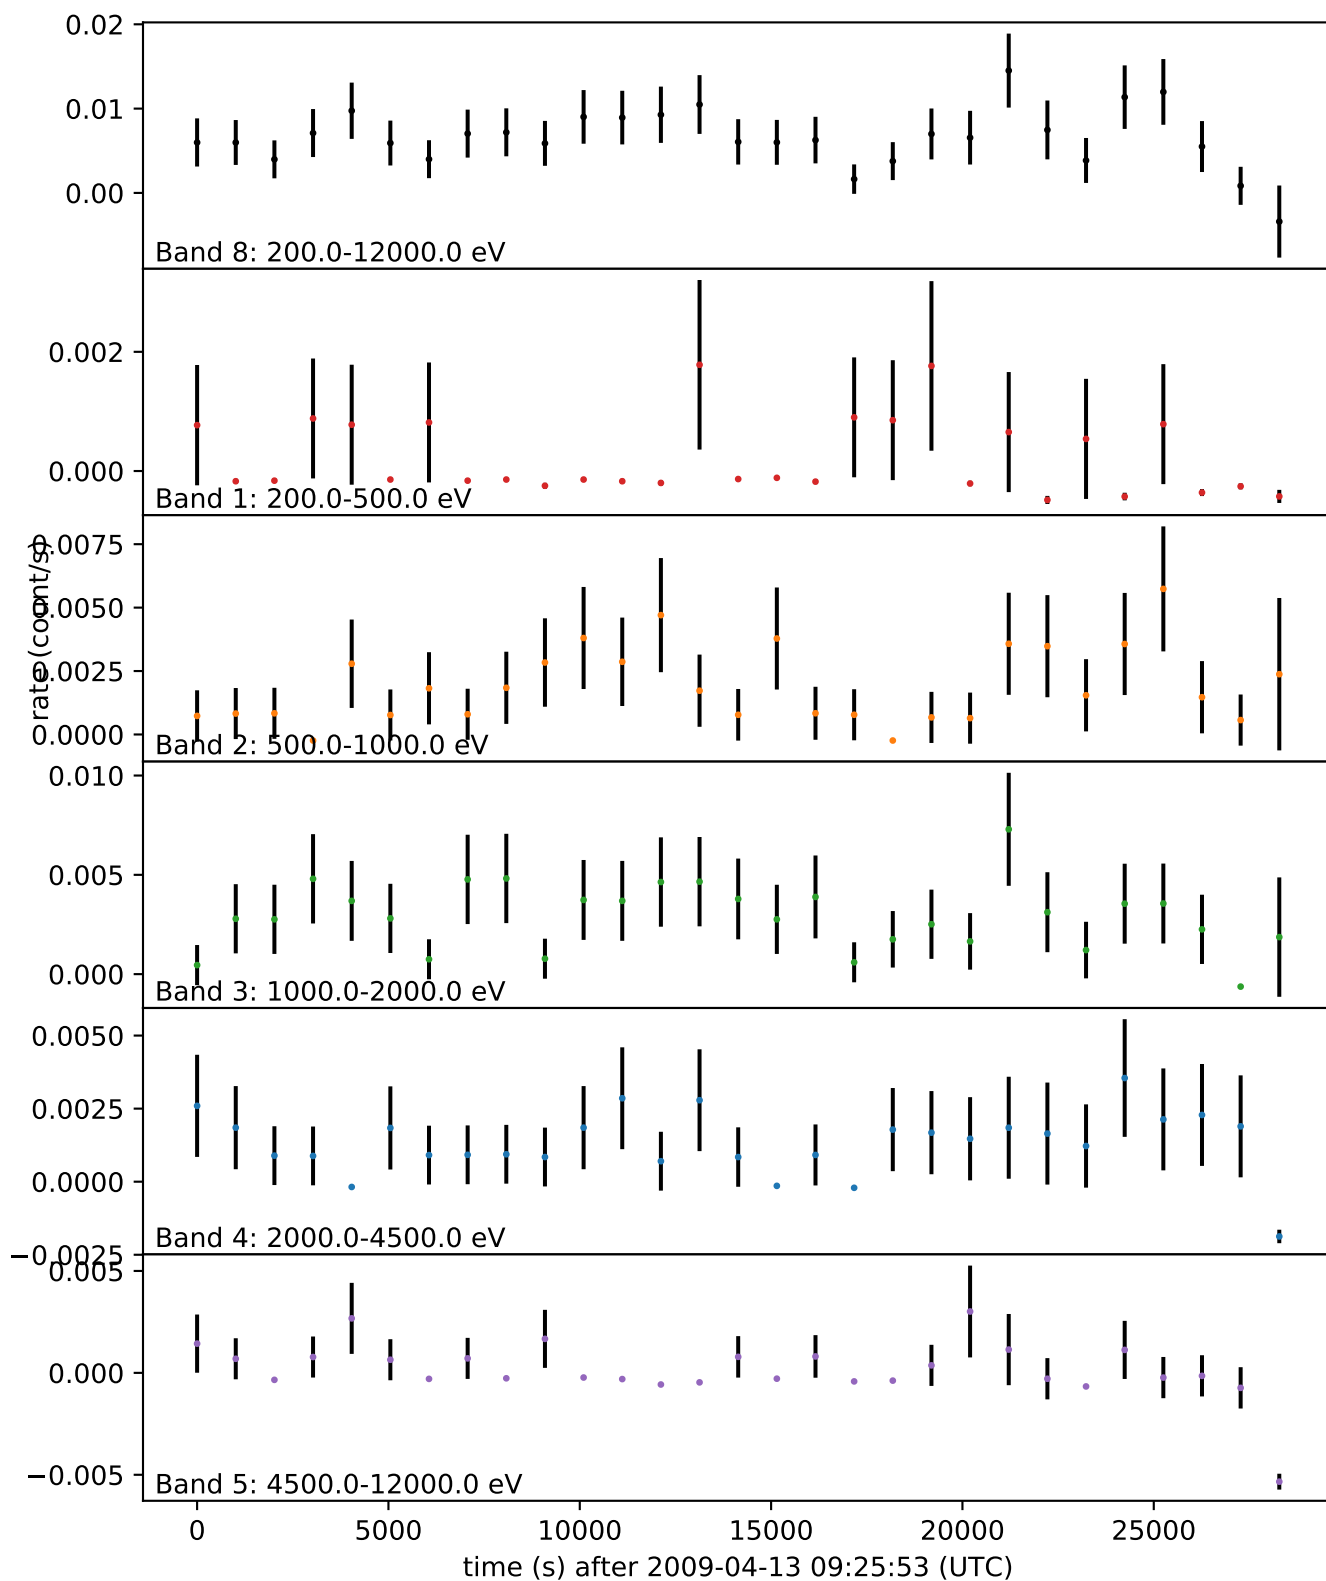 0.02
0.01
0.00
Band 8: 200.0-12000.0 eV
0.002
0.000
Band 1: 200.0-500.0 eV
rate (count/s)
0.0075
0.0050
0.0025
0.0000
Band 2: 500.0-1000.0 eV
0.010
0.005
0.000
Band 3: 1000.0-2000.0 eV
0.0050
0.0025
0.0000
−0.0025
Band 4: 2000.0-4500.0 eV
0.005
0.000
−0.005
Band 5: 4500.0-12000.0 eV
0 5000 10000 15000 20000 25000
time (s) after 2009-04-13 09:25:53 (UTC)